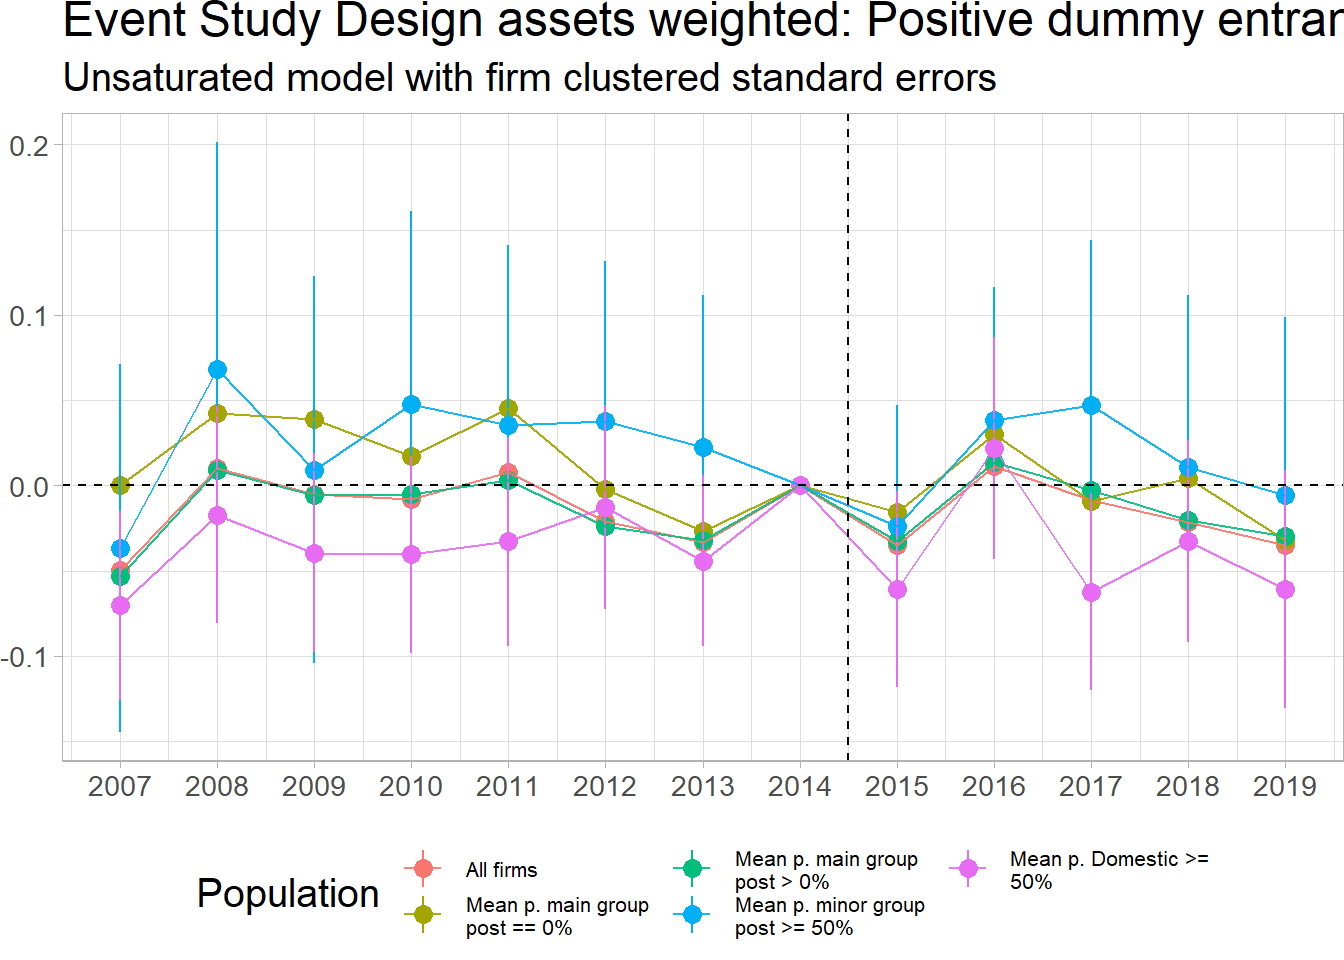 Event Study Design assets weighted: Positive dummy entran
Unsaturated model with firm clustered standard errors
0.2
0.1
0.0
-0.1
2007 2008 2009 2010 2011 2012 2013 2014 2015 2016 2017 2018 2019
Population
All firms
Mean p. main group
post == 0%
Mean p. main group
post > 0%
Mean p. minor group
post >= 50%
Mean p. Domestic >=
50%